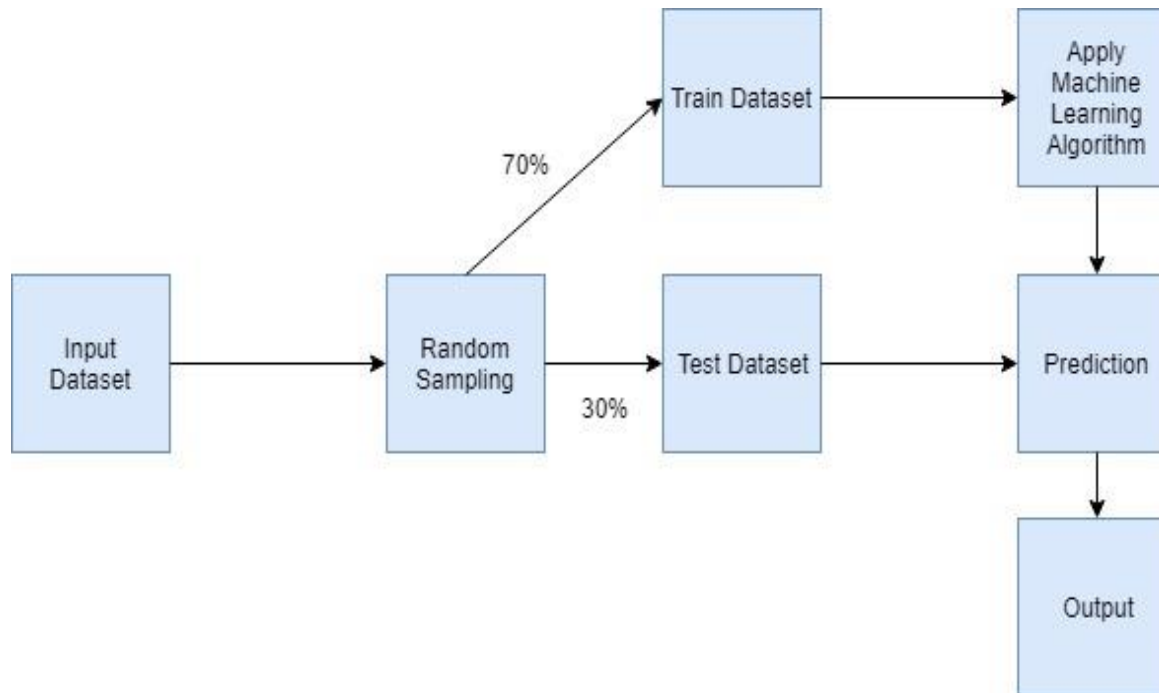 Train Dataset
Apply
Machine
Learning
Algorithm
70%
Input
Dataset
Random
Sampling
30%
Test Dataset
Prediction
Output